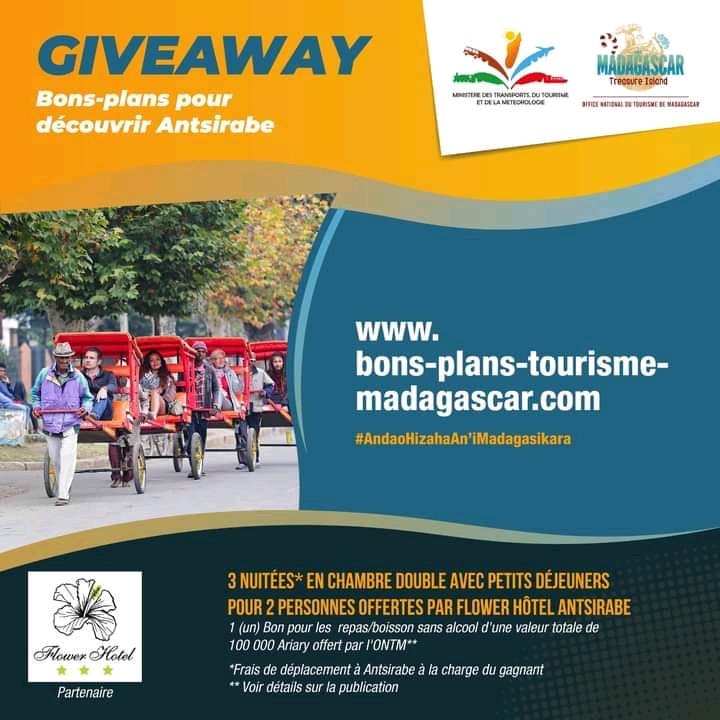 GIVEAWAY
Bons-plans pour
découvrir Antsirabe
MINISTERE DES TRANSPORTS, DU TOURISME
ET DE LA METEOROLOGIE
MADAGASCAR
Treasure Island
OFFICE NATIONAL DU TOURISME DE MADAGASCAR
www.
bons-plans-tourisme-
madagascar.com
#AndaoHizahaAn'iMadagasikara
Flower Hotel
Partenaire
3 NUITÉES* EN CHAMBRE DOUBLE AVEC PETITS DÉJEUNERS
POUR 2 PERSONNES OFFERTES PAR FLOWER HÔTEL ANTSIRABE
1 (un) Bon pour les repas/boisson sans alcool d'une valeur totale de
100 000 Ariary offert par l'ONTM**
*Frais de déplacement à Antsirabe à la charge du gagnant
** Voir détails sur la publication